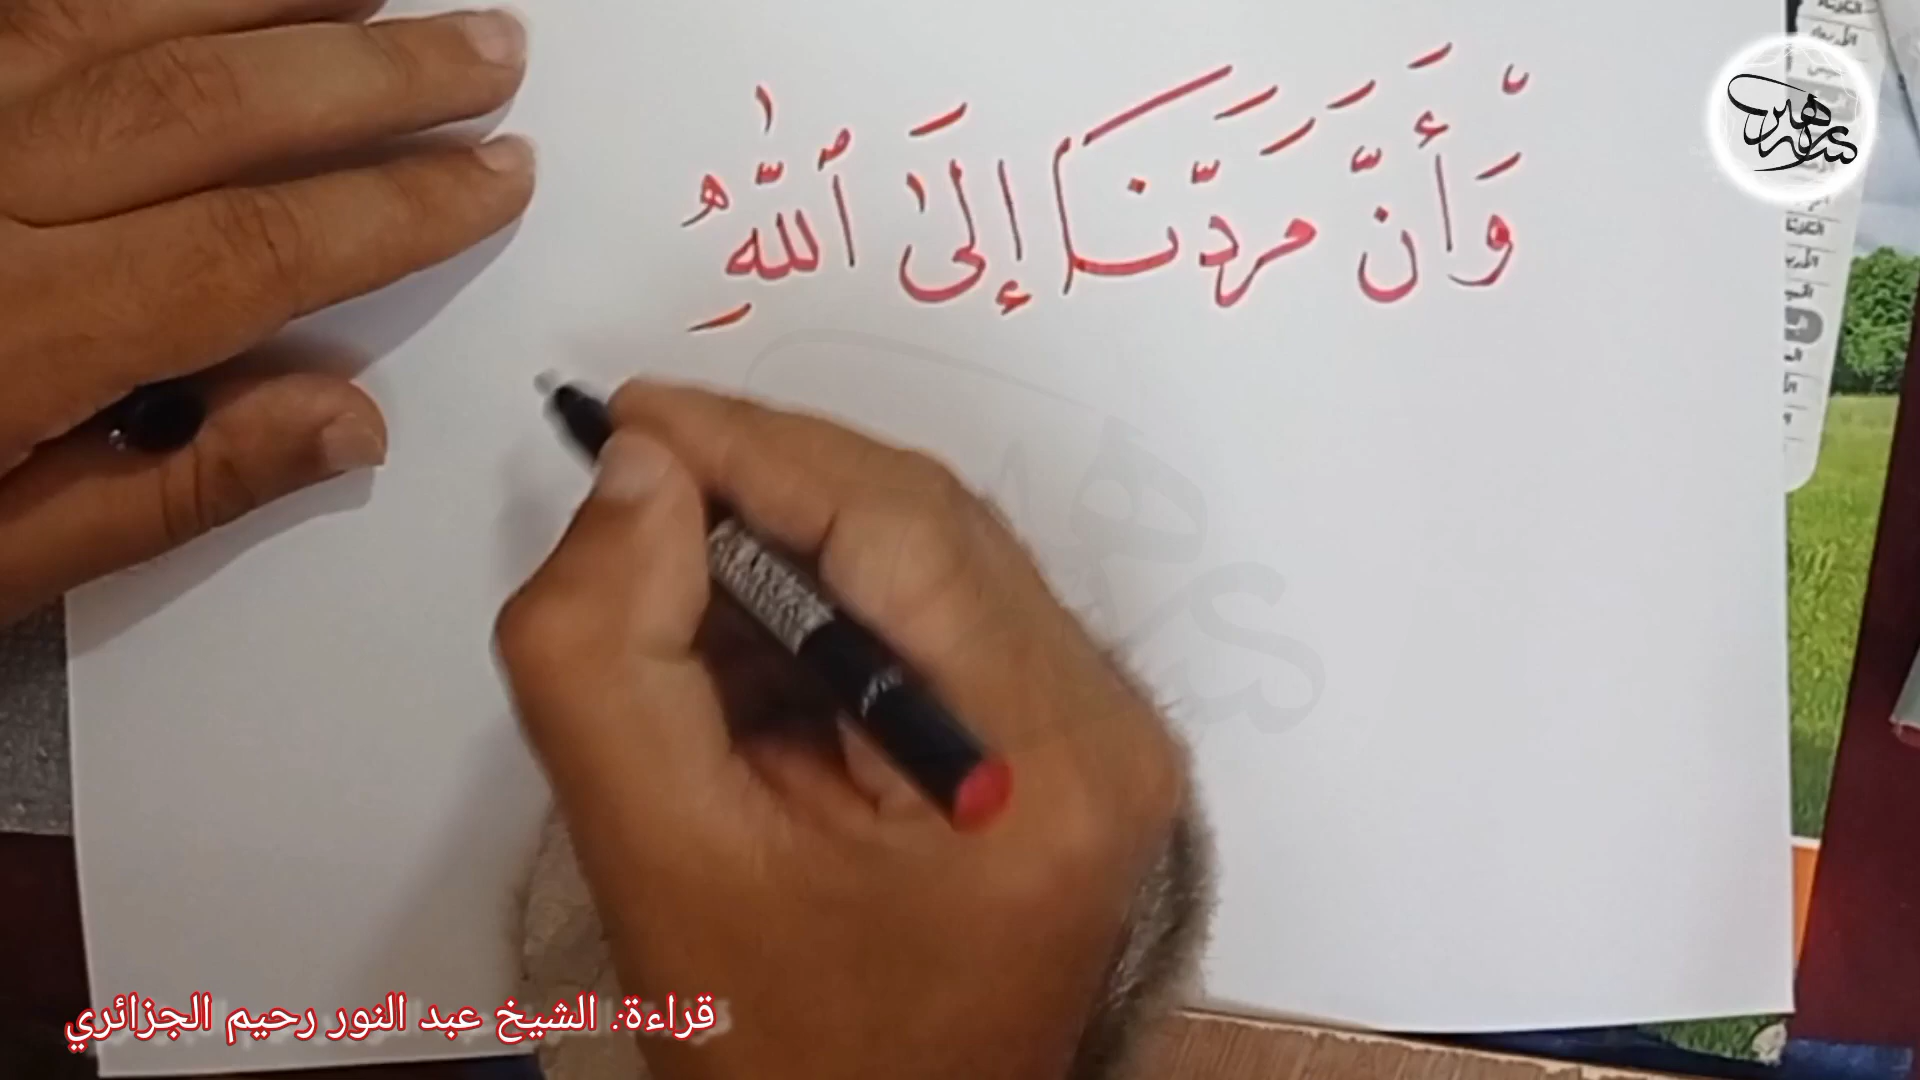 وَأَنَّ مَرَدَّنَا إِلَى ٱللَّهِ
قراءة: الشيخ عبد النور رحيم الجزائري